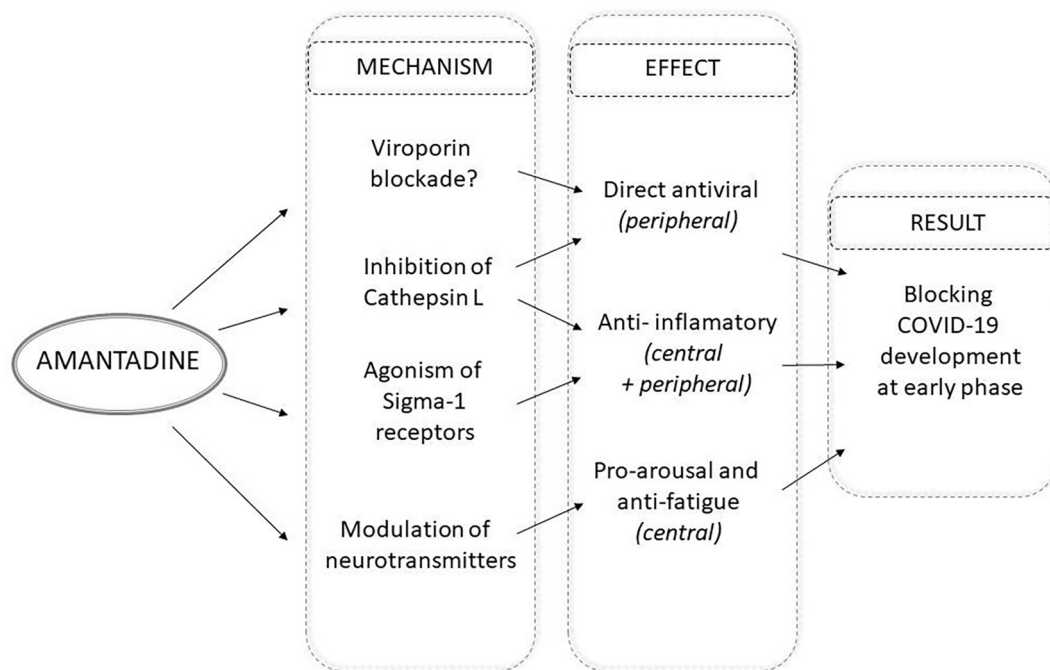 AMANTADINE
MECHANISM
Viroporin
blockade?
Inhibition of
Cathepsin L
Agonism of
Sigma-1
receptors
Modulation of
neurotransmitters
EFFECT
Direct antiviral
(peripheral)
Anti- inflamatory
(central
+ peripheral)
Pro-arousal and
anti-fatigue
(central)
RESULT
Blocking
COVID-19
development
at early phase